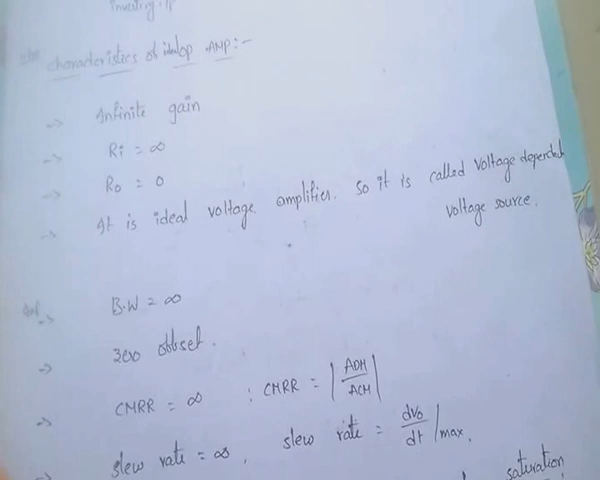 inverting i/p
characteristics of ideal op-AMP:-
-> Infinite gain
-> Ri = ∞
-> Ro = 0
-> It is ideal voltage amplifier. So it is called voltage dependent
voltage source.
-> B.W = ∞
-> zero offset.
-> CMRR = ∞ : CMRR = |ADM/ACM|
-> slew rate = ∞, slew rate = dvo/dt|max.
-> saturation